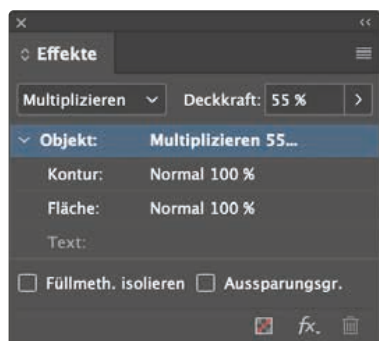 Effekte
Multiplizieren Deckkraft: 55 %
Objekt: Multiplizieren 55...
Kontur: Normal 100 %
Fläche: Normal 100 %
Text:
Füllmeth. isolieren Aussparungsgr.
fx.